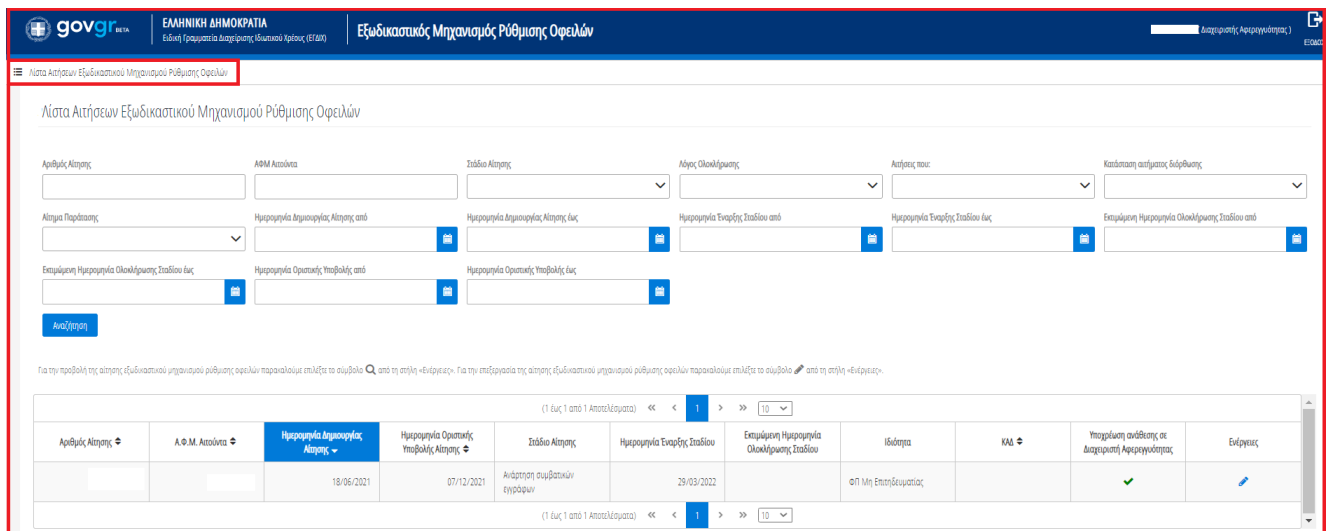 govgr BETA
ΕΛΛΗΝΙΚΗ ΔΗΜΟΚΡΑΤΙΑ
Ειδική Γραμματεία Διαχείρισης Ιδιωτικού Χρέους (ΕΓΔΙΧ)
Εξωδικαστικός Μηχανισμός Ρύθμισης Οφειλών
Διαχειριστής Αφερεγγυότητας )
ΕΞΟΔΟΣ
Λίστα Αιτήσεων Εξωδικαστικού Μηχανισμού Ρύθμισης Οφειλών
Λίστα Αιτήσεων Εξωδικαστικού Μηχανισμού Ρύθμισης Οφειλών
Αριθμός Αίτησης ΑΦΜ Αιτούντα Στάδιο Αίτησης Λόγος Ολοκλήρωσης Αιτήσεις που: Κατάσταση αιτήματος διόρθωσης
Αίτημα Παράτασης Ημερομηνία Δημιουργίας Αίτησης από Ημερομηνία Δημιουργίας Αίτησης έως Ημερομηνία Έναρξης Σταδίου από Ημερομηνία Έναρξης Σταδίου έως Εκτιμώμενη Ημερομηνία Ολοκλήρωσης Σταδίου από
Εκτιμώμενη Ημερομηνία Ολοκλήρωσης Σταδίου έως Ημερομηνία Οριστικής Υποβολής από Ημερομηνία Οριστικής Υποβολής έως
Αναζήτηση
Για την προβολή της αίτησης εξωδικαστικού μηχανισμού ρύθμισης οφειλών παρακαλούμε επιλέξτε το σύμβολο από τη στήλη «Ενέργειες». Για την επεξεργασία της αίτησης εξωδικαστικού μηχανισμού ρύθμισης οφειλών παρακαλούμε επιλέξτε το σύμβολο από τη στήλη «Ενέργειες».
(1 έως 1 από 1 Αποτελέσματα) « < 1 > » 10
Αριθμός Αίτησης Α.Φ.Μ. Αιτούντα Ημερομηνία Δημιουργίας Αίτησης Ημερομηνία Οριστικής Υποβολής Αίτησης Στάδιο Αίτησης Ημερομηνία Έναρξης Σταδίου Εκτιμώμενη Ημερομηνία Ολοκλήρωσης Σταδίου Ιδιότητα ΚΑΔ Υποχρέωση ανάθεσης σε Διαχειριστή Αφερεγγυότητας Ενέργειες
18/06/2021 07/12/2021 Ανάρτηση συμβατικών εγγράφων 29/03/2022 ΦΠ Μη Επιτηδευματίας
(1 έως 1 από 1 Αποτελέσματα) « < 1 > » 10